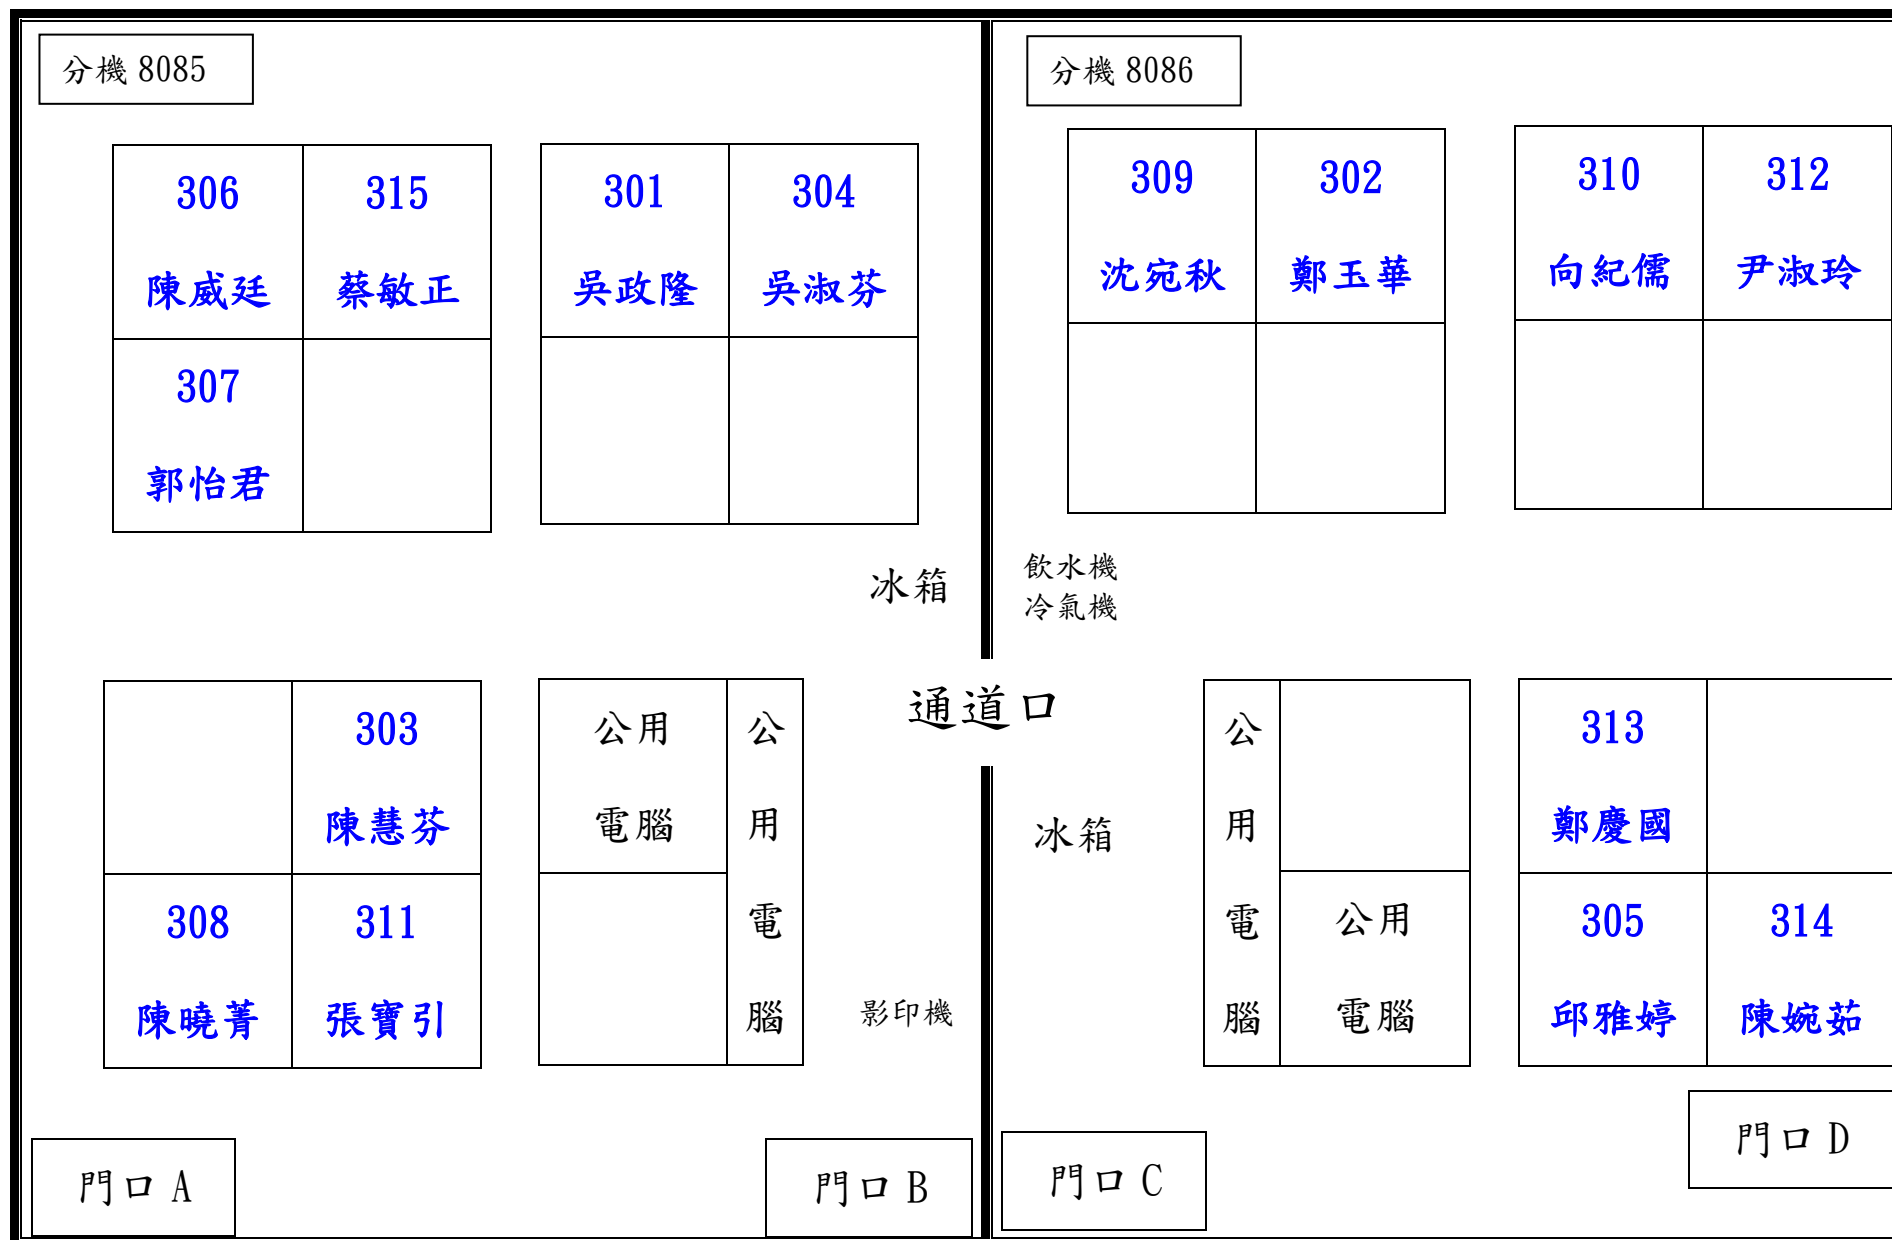 分機 8085
306
陳威廷
315
蔡敏正
307
郭怡君
301
吳政隆
304
吳淑芬
冰箱
303
陳慧芬
308
陳曉菁
311
張寶引
公用
電腦
公
用
電
腦
影印機
門口 A
門口 B
通道口
分機 8086
309
沈宛秋
302
鄭玉華
310
向紀儒
312
尹淑玲
飲水機
冷氣機
冰箱
公
用
電
腦
公用
電腦
313
鄭慶國
305
邱雅婷
314
陳婉茹
門口 C
門口 D